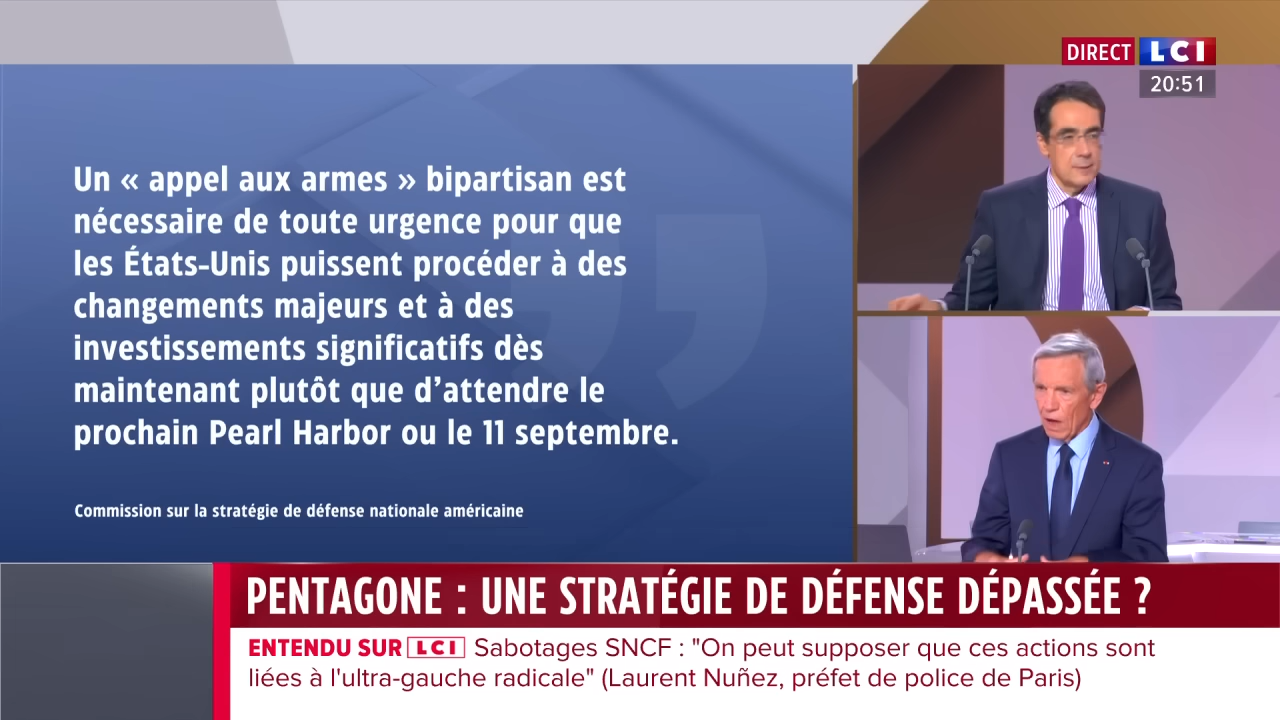 DIRECT LCI
20:51
Un « appel aux armes » bipartisan est
nécessaire de toute urgence pour que
les États-Unis puissent procéder à des
changements majeurs et à des
investissements significatifs dès
maintenant plutôt que d’attendre le
prochain Pearl Harbor ou le 11 septembre.
Commission sur la stratégie de défense nationale américaine
PENTAGONE : UNE STRATÉGIE DE DÉFENSE DÉPASSÉE ?
ENTENDU SUR LCI Sabotages SNCF : "On peut supposer que ces actions sont
liées à l'ultra-gauche radicale" (Laurent Nuñez, préfet de police de Paris)